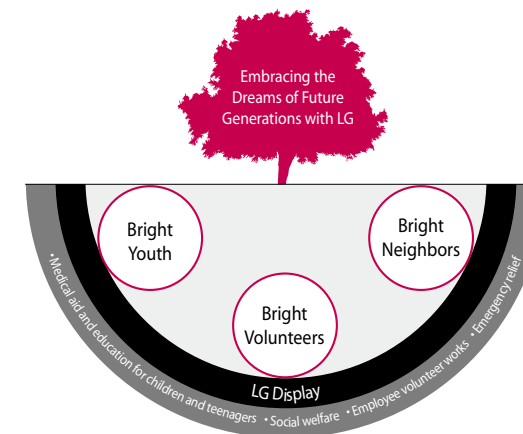 Embracing the
Dreams of Future
Generations with LG
Bright
Youth
Bright
Neighbors
Bright
Volunteers
LG Display
• Medical aid and education for children and teenagers • Social welfare • Employee volunteer works • Emergency relief